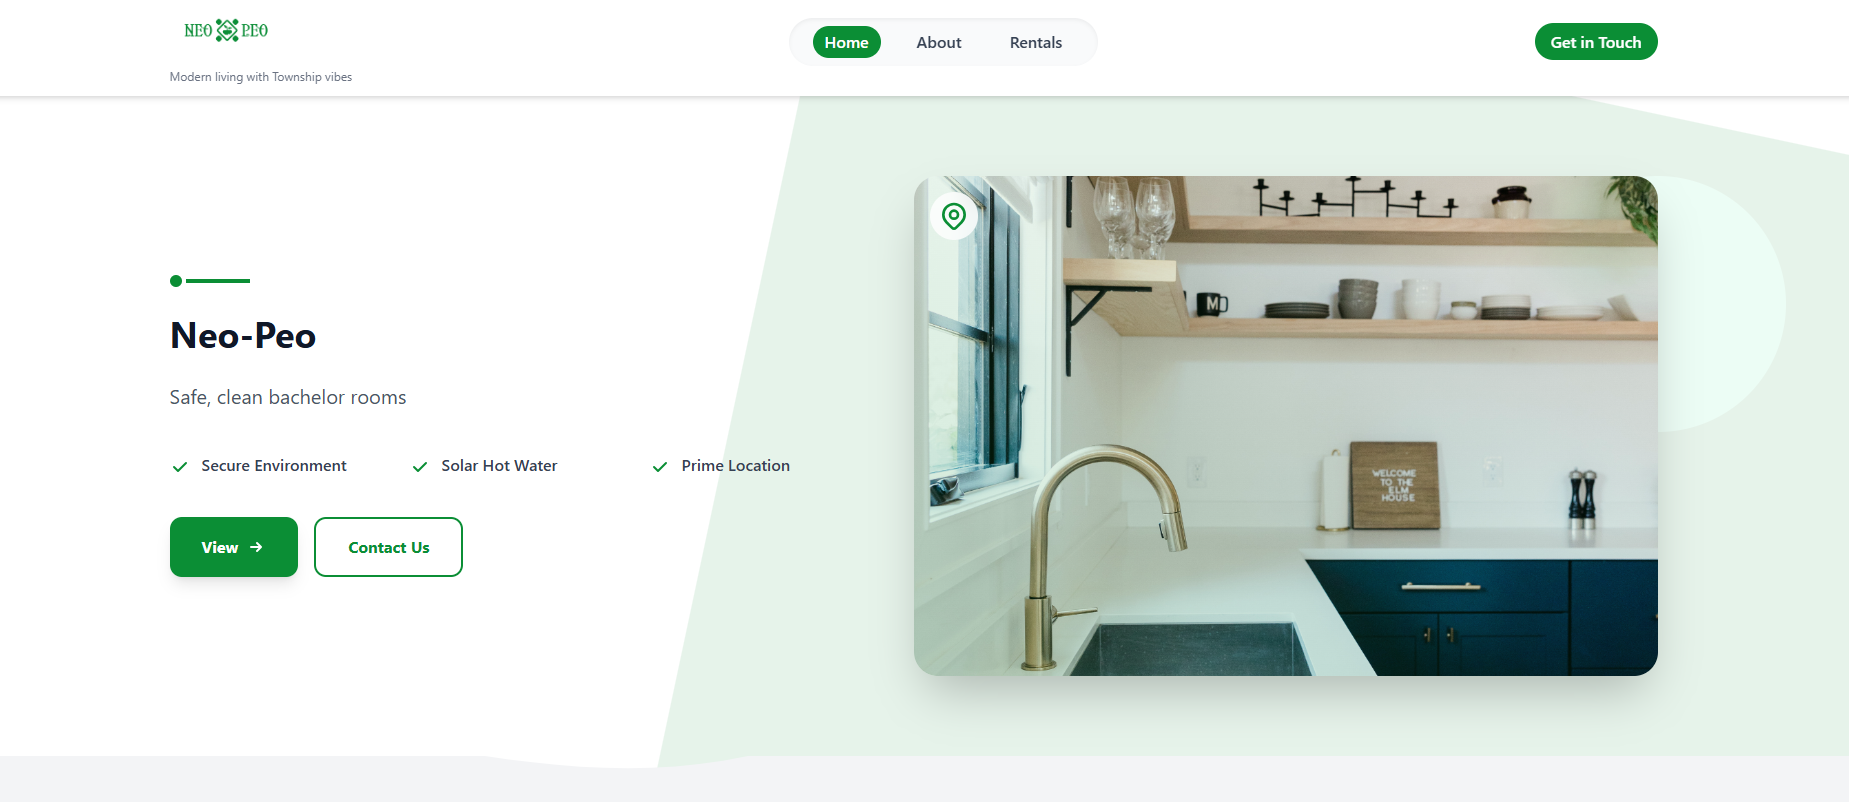 NEO PEO
Modern living with Township vibes
Home
About
Rentals
Get in Touch
Neo-Peo
Safe, clean bachelor rooms
Secure Environment
Solar Hot Water
Prime Location
View
Contact Us
M
WELCOME
TO THE
ELM
HOUSE